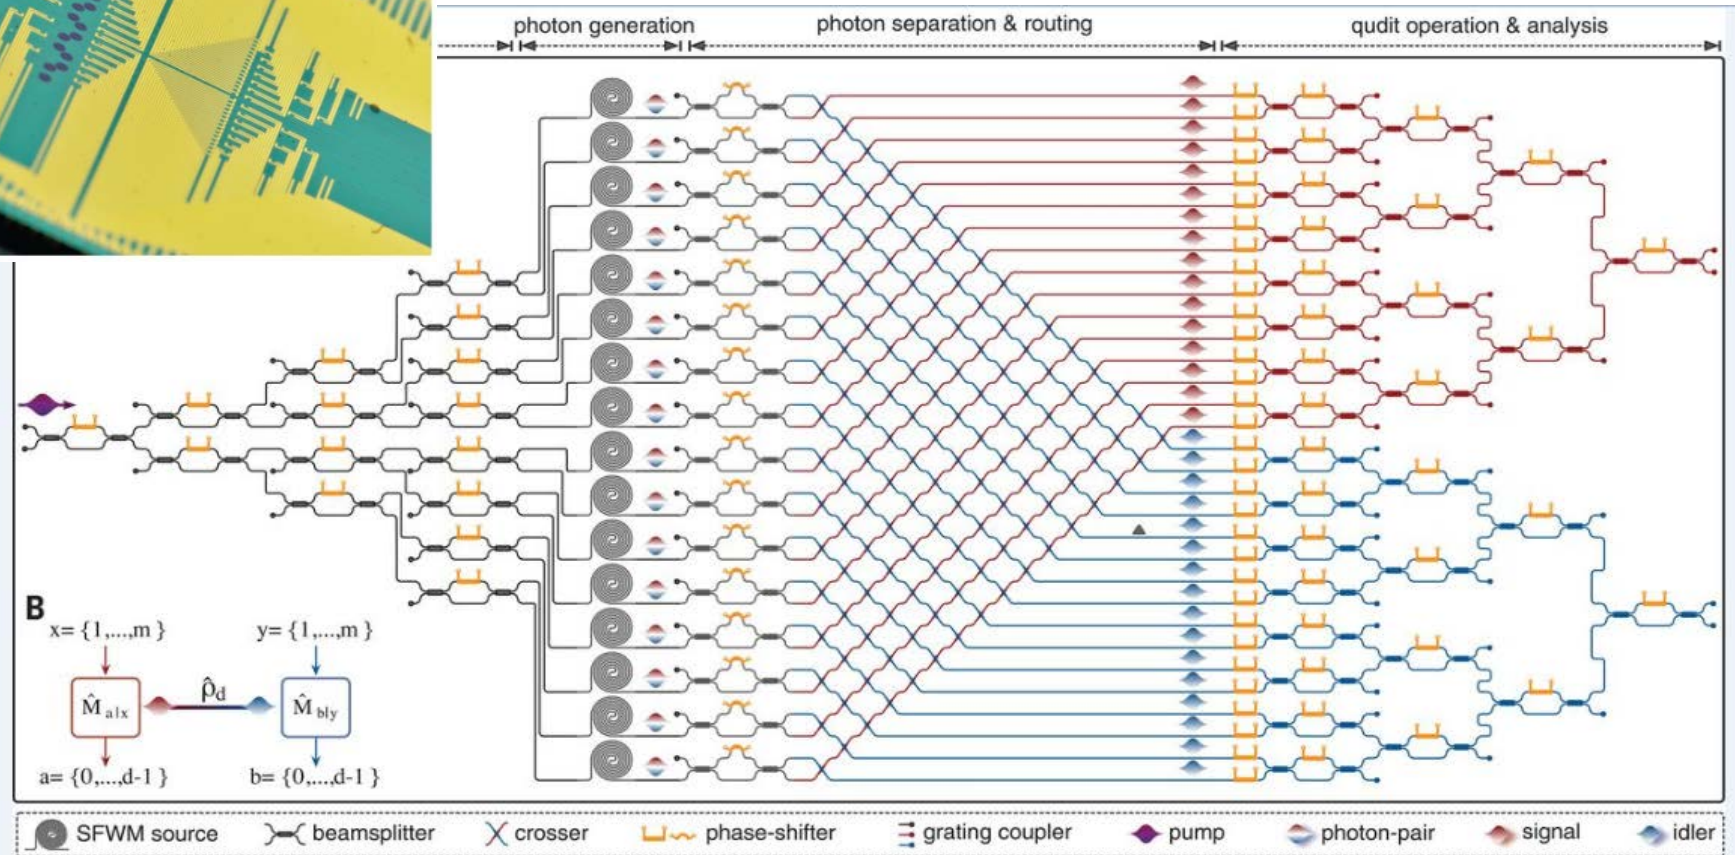 photon generation
photon separation & routing
qudit operation & analysis
B
x= {1,...,m }
y= {1,...,m }
M̂ a|x
ρ̂d
M̂ b|y
a= {0,...,d-1 }
b= {0,...,d-1 }
SFWM source
beamsplitter
crosser
phase-shifter
grating coupler
pump
photon-pair
signal
idler